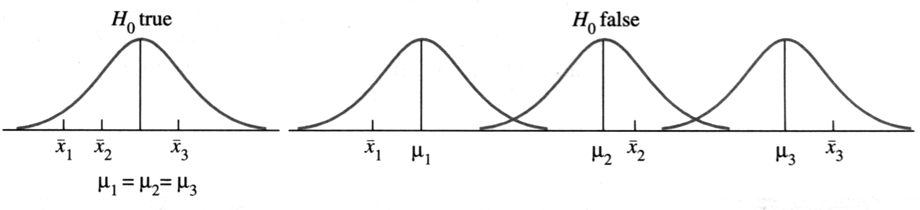 H₀ true
H₀ false
x̄₁ x̄₂ x̄₃
x̄₁ μ₁ μ₂ x̄₂ μ₃ x̄₃
μ₁ = μ₂ = μ₃